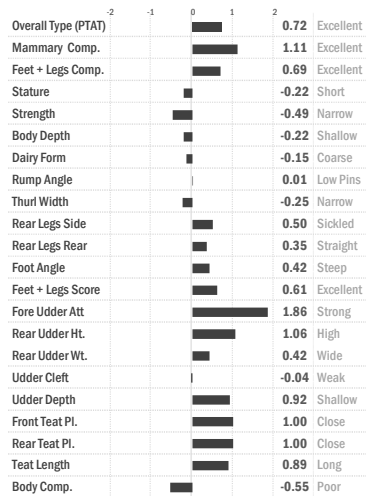 -2 -1 0 1 2
Overall Type (PTAT) 0.72 Excellent
Mammary Comp. 1.11 Excellent
Feet + Legs Comp. 0.69 Excellent
Stature -0.22 Short
Strength -0.49 Narrow
Body Depth -0.22 Shallow
Dairy Form -0.15 Coarse
Rump Angle 0.01 Low Pins
Thurl Width -0.25 Narrow
Rear Legs Side 0.50 Sickled
Rear Legs Rear 0.35 Straight
Foot Angle 0.42 Steep
Feet + Legs Score 0.61 Excellent
Fore Udder Att 1.86 Strong
Rear Udder Ht. 1.06 High
Rear Udder Wt. 0.42 Wide
Udder Cleft -0.04 Weak
Udder Depth 0.92 Shallow
Front Teat Pl. 1.00 Close
Rear Teat Pl. 1.00 Close
Teat Length 0.89 Long
Body Comp. -0.55 Poor